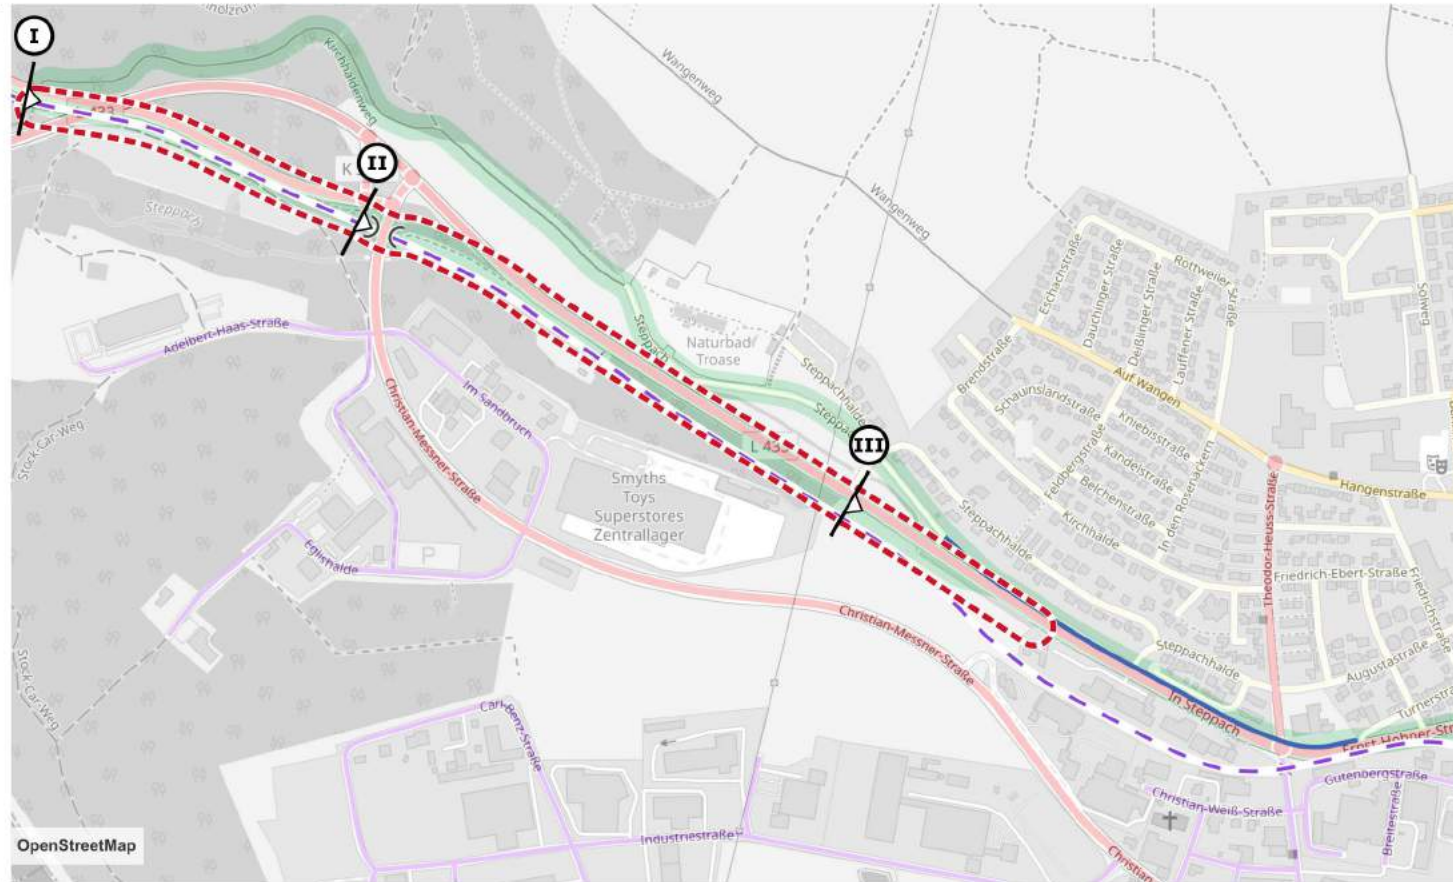 I
Kirchhaldenweg
L 433
II
K
Steppach
Wangenweg
Wangenweg
Adelbert-Haas-Straße
Im Sandbruch
Christian-Messner-Straße
Stock-Car-Weg
Stock-Car-Weg
Eglishalde
P
Smyths
Toys
Superstores
Zentrallager
Steppach
Naturbad
Troase
Steppachhalde
L 433
III
Eschachstraße
Dauchinger Straße
Deißlinger Straße
Lauffener Straße
Rottweiler Straße
Brendstraße
Auf Wangen
Schaunslandstraße
Kniebisstraße
Feldbergstraße
Kandelstraße
Belchenstraße
In den Rosenäckern
Kirchhalde
Solweg
Hangenstraße
Theodor-Heuss-Straße
Friedrich-Ebert-Straße
Friedrichstraße
Steppachhalde
Steppachhalde
Augustastraße
In Steppach
Christian-Messner-Straße
Carl-Benz-Straße
Industriestraße
Christian-Weiß-Straße
Gutenbergstraße
Breitestraße
Christian
OpenStreetMap